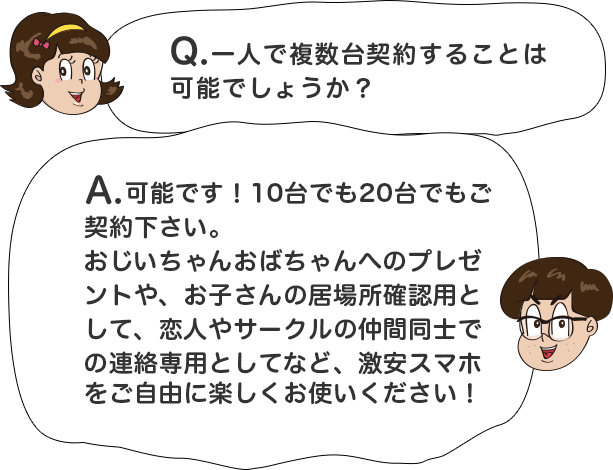 Q.一人で複数台契約することは
可能でしょうか？
A.可能です！10台でも20台でもご
契約下さい。
おじいちゃんおばちゃんへのプレゼ
ントや、お子さんの居場所確認用と
して、恋人やサークルの仲間同士で
の連絡専用としてなど、激安スマホ
をご自由に楽しくお使いください！